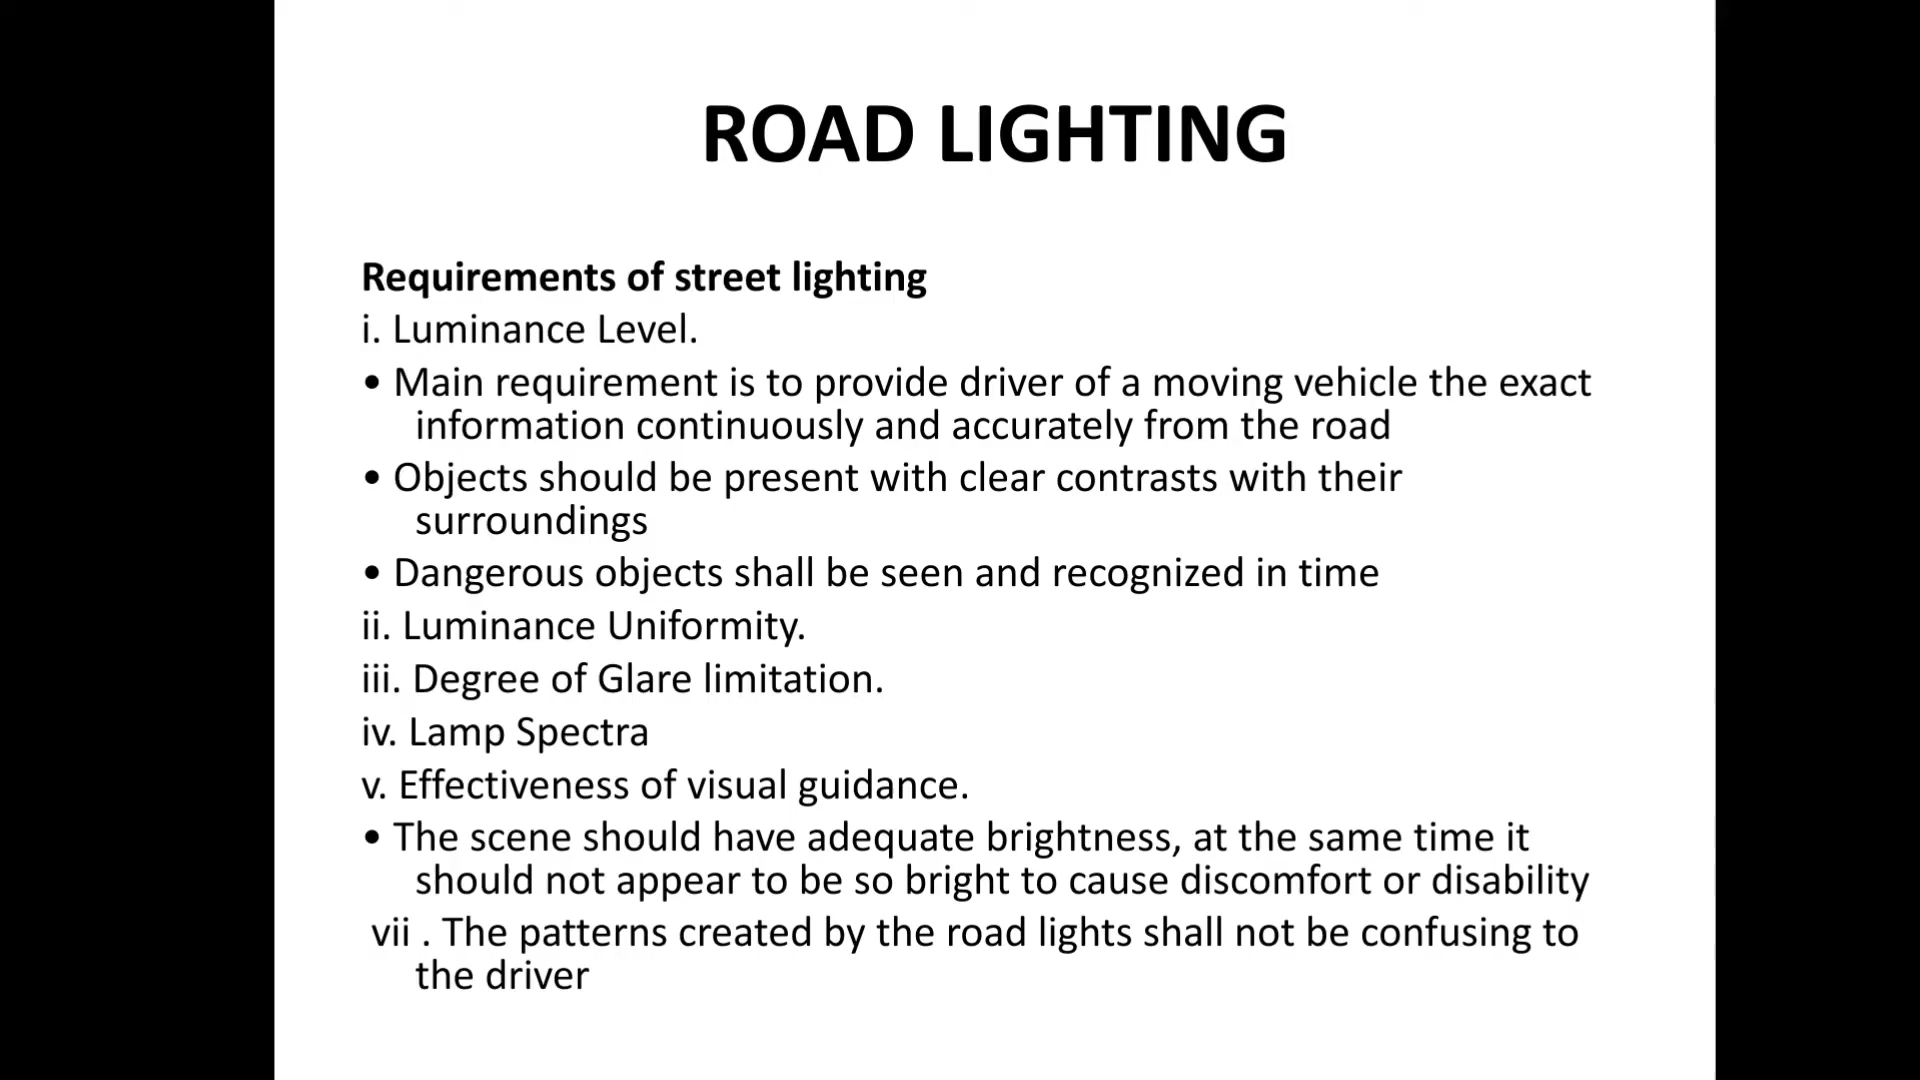 ROAD LIGHTING
Requirements of street lighting
i. Luminance Level.
• Main requirement is to provide driver of a moving vehicle the exact
information continuously and accurately from the road
• Objects should be present with clear contrasts with their
surroundings
• Dangerous objects shall be seen and recognized in time
ii. Luminance Uniformity.
iii. Degree of Glare limitation.
iv. Lamp Spectra
v. Effectiveness of visual guidance.
• The scene should have adequate brightness, at the same time it
should not appear to be so bright to cause discomfort or disability
vii . The patterns created by the road lights shall not be confusing to
the driver